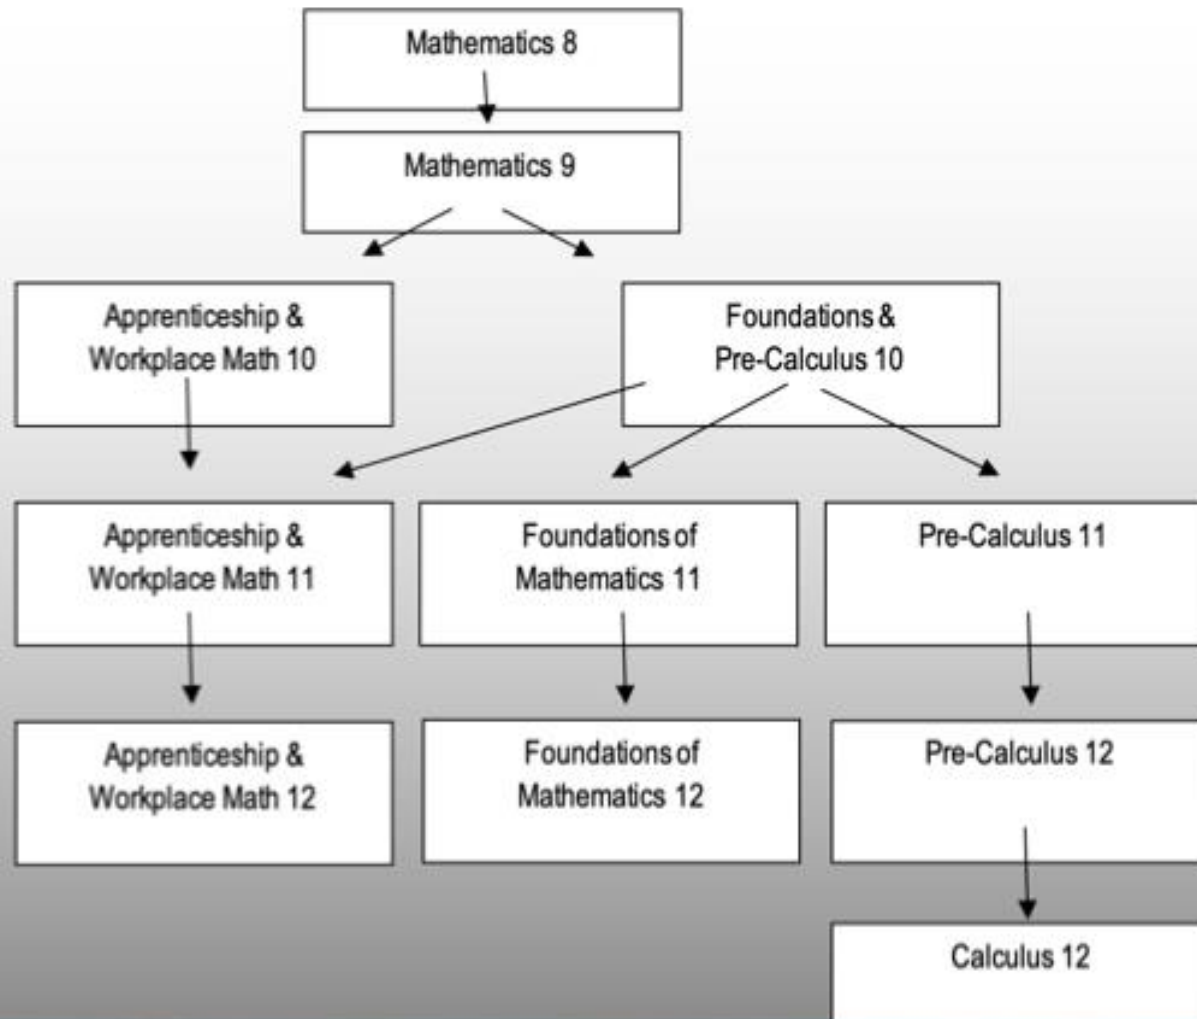 Mathematics 8
Mathematics 9
Apprenticeship &
Workplace Math 10
Foundations &
Pre-Calculus 10
Apprenticeship &
Workplace Math 11
Foundations of
Mathematics 11
Pre-Calculus 11
Apprenticeship &
Workplace Math 12
Foundations of
Mathematics 12
Pre-Calculus 12
Calculus 12